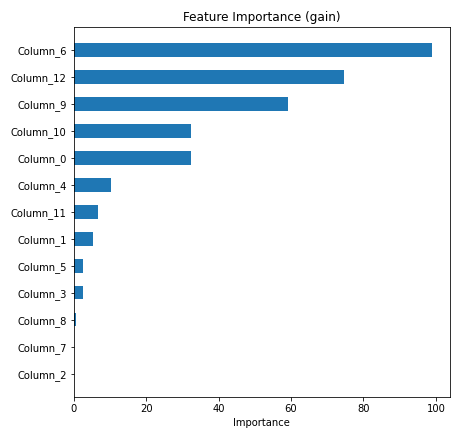 Feature Importance (gain)
Column_6
Column_12
Column_9
Column_10
Column_0
Column_4
Column_11
Column_1
Column_5
Column_3
Column_8
Column_7
Column_2
0 20 40 60 80 100
Importance